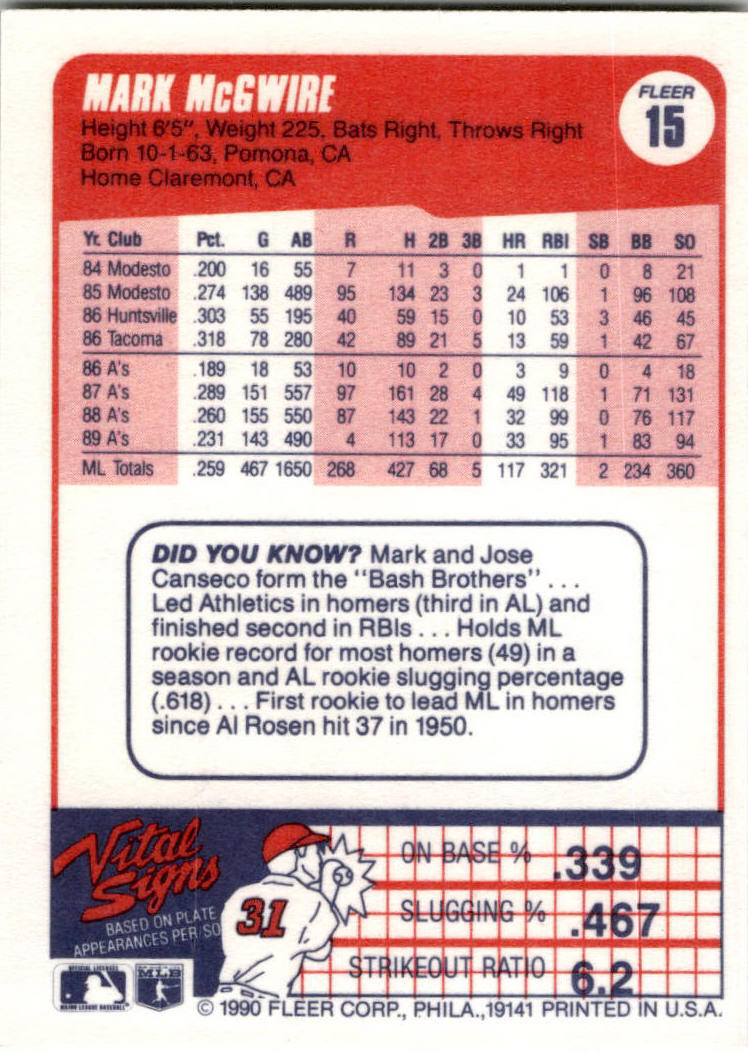 MARK McGWIRE
FLEER
15
Height 6'5", Weight 225, Bats Right, Throws Right
Born 10-1-63, Pomona, CA
Home Claremont, CA
Yr. Club Pct. G AB R H 2B 3B HR RBI SB BB SO
84 Modesto .200 16 55 7 11 3 0 1 1 0 8 21
85 Modesto .274 138 489 95 134 23 3 24 106 1 96 108
86 Huntsville .303 55 195 40 59 15 0 10 53 3 46 45
86 Tacoma .318 78 280 42 89 21 5 13 59 1 42 67
86 A's .189 18 53 10 10 2 0 3 9 0 4 18
87 A's .289 151 557 97 161 28 4 49 118 1 71 131
88 A's .260 155 550 87 143 22 1 32 99 0 76 117
89 A's .231 143 490 4 113 17 0 33 95 1 83 94
ML Totals .259 467 1650 268 427 68 5 117 321 2 234 360
DID YOU KNOW? Mark and Jose
Canseco form the "Bash Brothers" . . .
Led Athletics in homers (third in AL) and
finished second in RBIs . . . Holds ML
rookie record for most homers (49) in a
season and AL rookie slugging percentage
(.618) . . . First rookie to lead ML in homers
since Al Rosen hit 37 in 1950.
Vital
Signs
BASED ON PLATE
APPEARANCES PER/SO
31
ON BASE % .339
SLUGGING % .467
STRIKEOUT RATIO 6.2
OFFICIAL LICENSEE
MAJOR LEAGUE BASEBALL
MLB
© 1990 FLEER CORP., PHILA.,19141 PRINTED IN U.S.A.